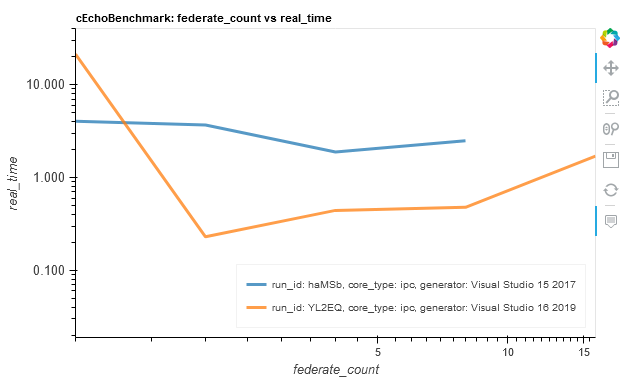 cEchoBenchmark: federate_count vs real_time
10.000
1.000
0.100
real_time
run_id: haMSb, core_type: ipc, generator: Visual Studio 15 2017
run_id: YL2EQ, core_type: ipc, generator: Visual Studio 16 2019
5
10
15
federate_count